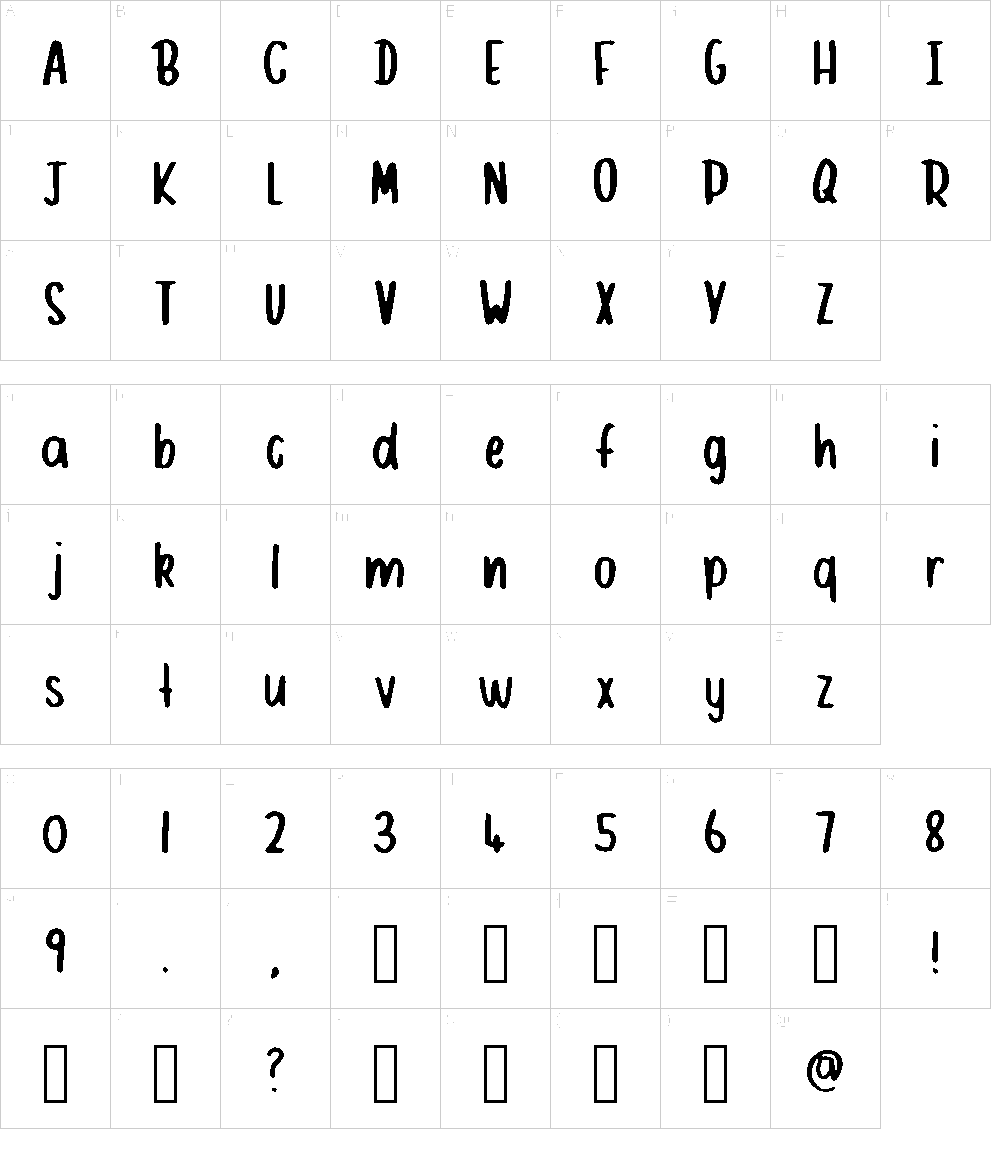 A B C D E F G H I
J K L M N O P Q R
S T U V W X Y Z
a b c d e f g h i
j k l m n o p q r
s t u v w x y z
0 1 2 3 4 5 6 7 8
9 . , !
? @